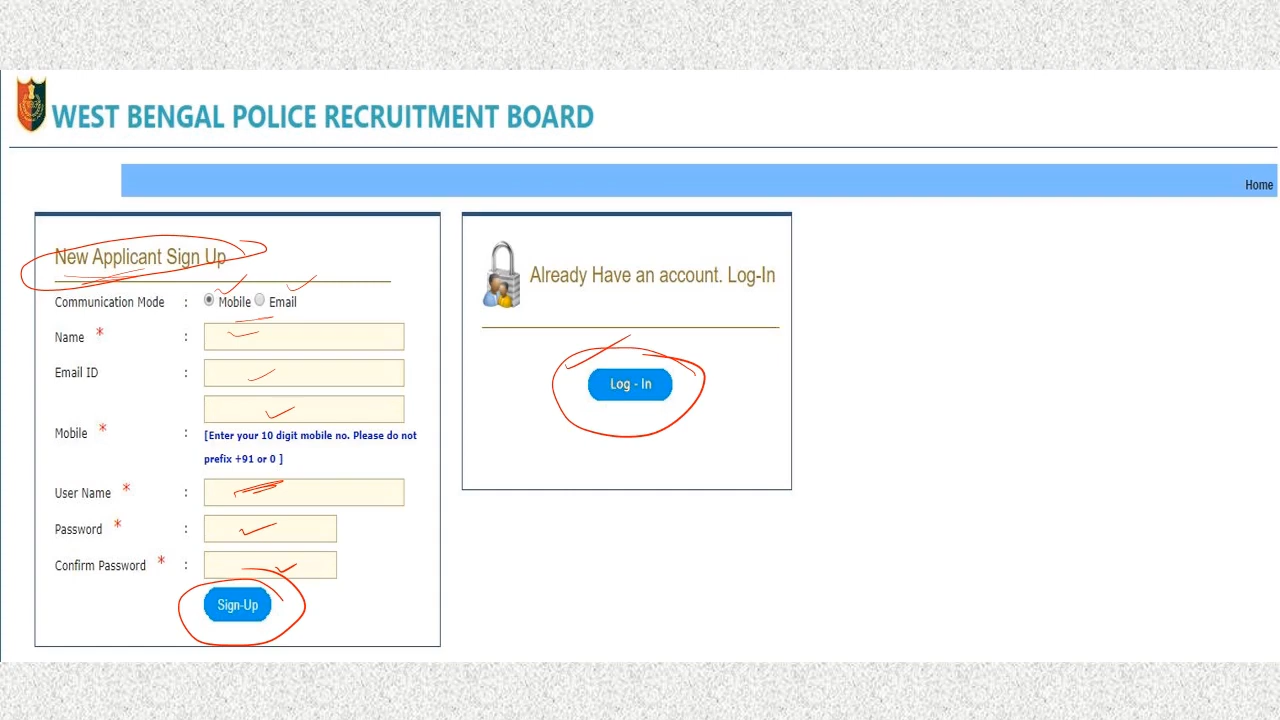 WEST BENGAL POLICE RECRUITMENT BOARD
Home
New Applicant Sign Up
Communication Mode : Mobile Email
Name * :
Email ID :
Mobile * :
[Enter your 10 digit mobile no. Please do not
prefix +91 or 0 ]
User Name * :
Password * :
Confirm Password * :
Sign-Up
Already Have an account. Log-In
Log - In